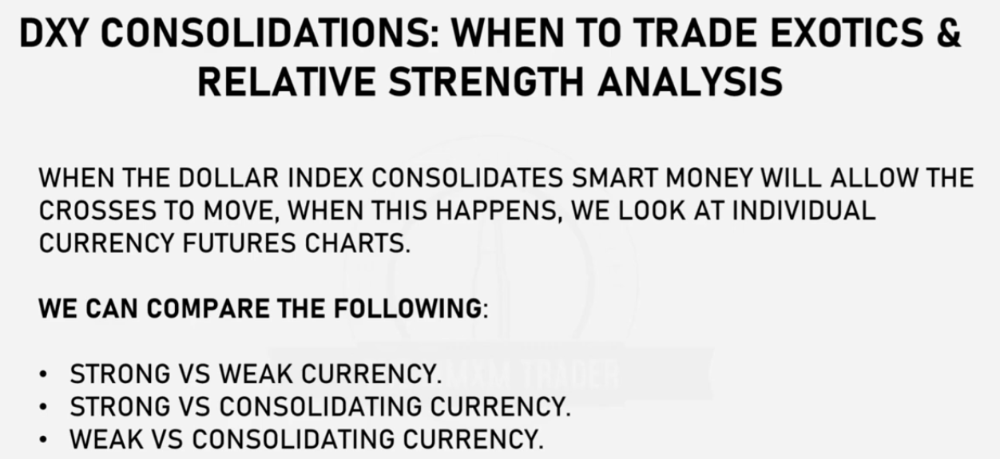 DXY CONSOLIDATIONS: WHEN TO TRADE EXOTICS &
RELATIVE STRENGTH ANALYSIS
WHEN THE DOLLAR INDEX CONSOLIDATES SMART MONEY WILL ALLOW THE
CROSSES TO MOVE, WHEN THIS HAPPENS, WE LOOK AT INDIVIDUAL
CURRENCY FUTURES CHARTS.
WE CAN COMPARE THE FOLLOWING:
• STRONG VS WEAK CURRENCY.
• STRONG VS CONSOLIDATING CURRENCY.
• WEAK VS CONSOLIDATING CURRENCY.
TRADER